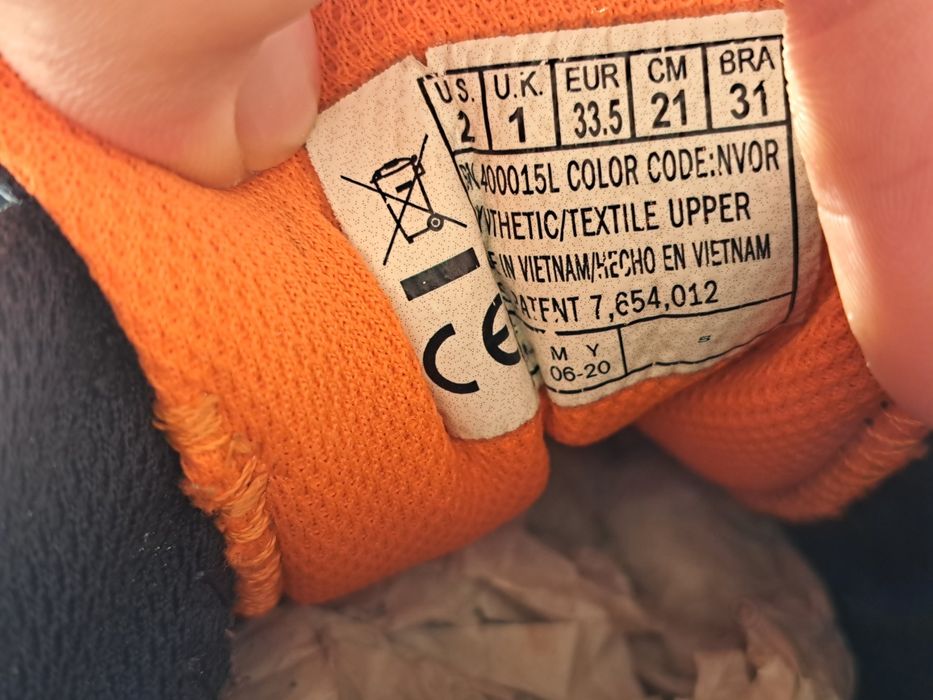 U.S. U.K. EUR CM BRA
2 1 33.5 21 31
400015L COLOR CODE:NVOR
THETIC/TEXTILE UPPER
IN VIETNAM/HECHO EN VIETNAM
PATENT 7,654,012
M Y
06-20
S
CE